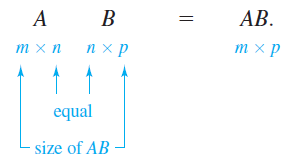 A B = AB.
m × n n × p m × p
equal
size of AB